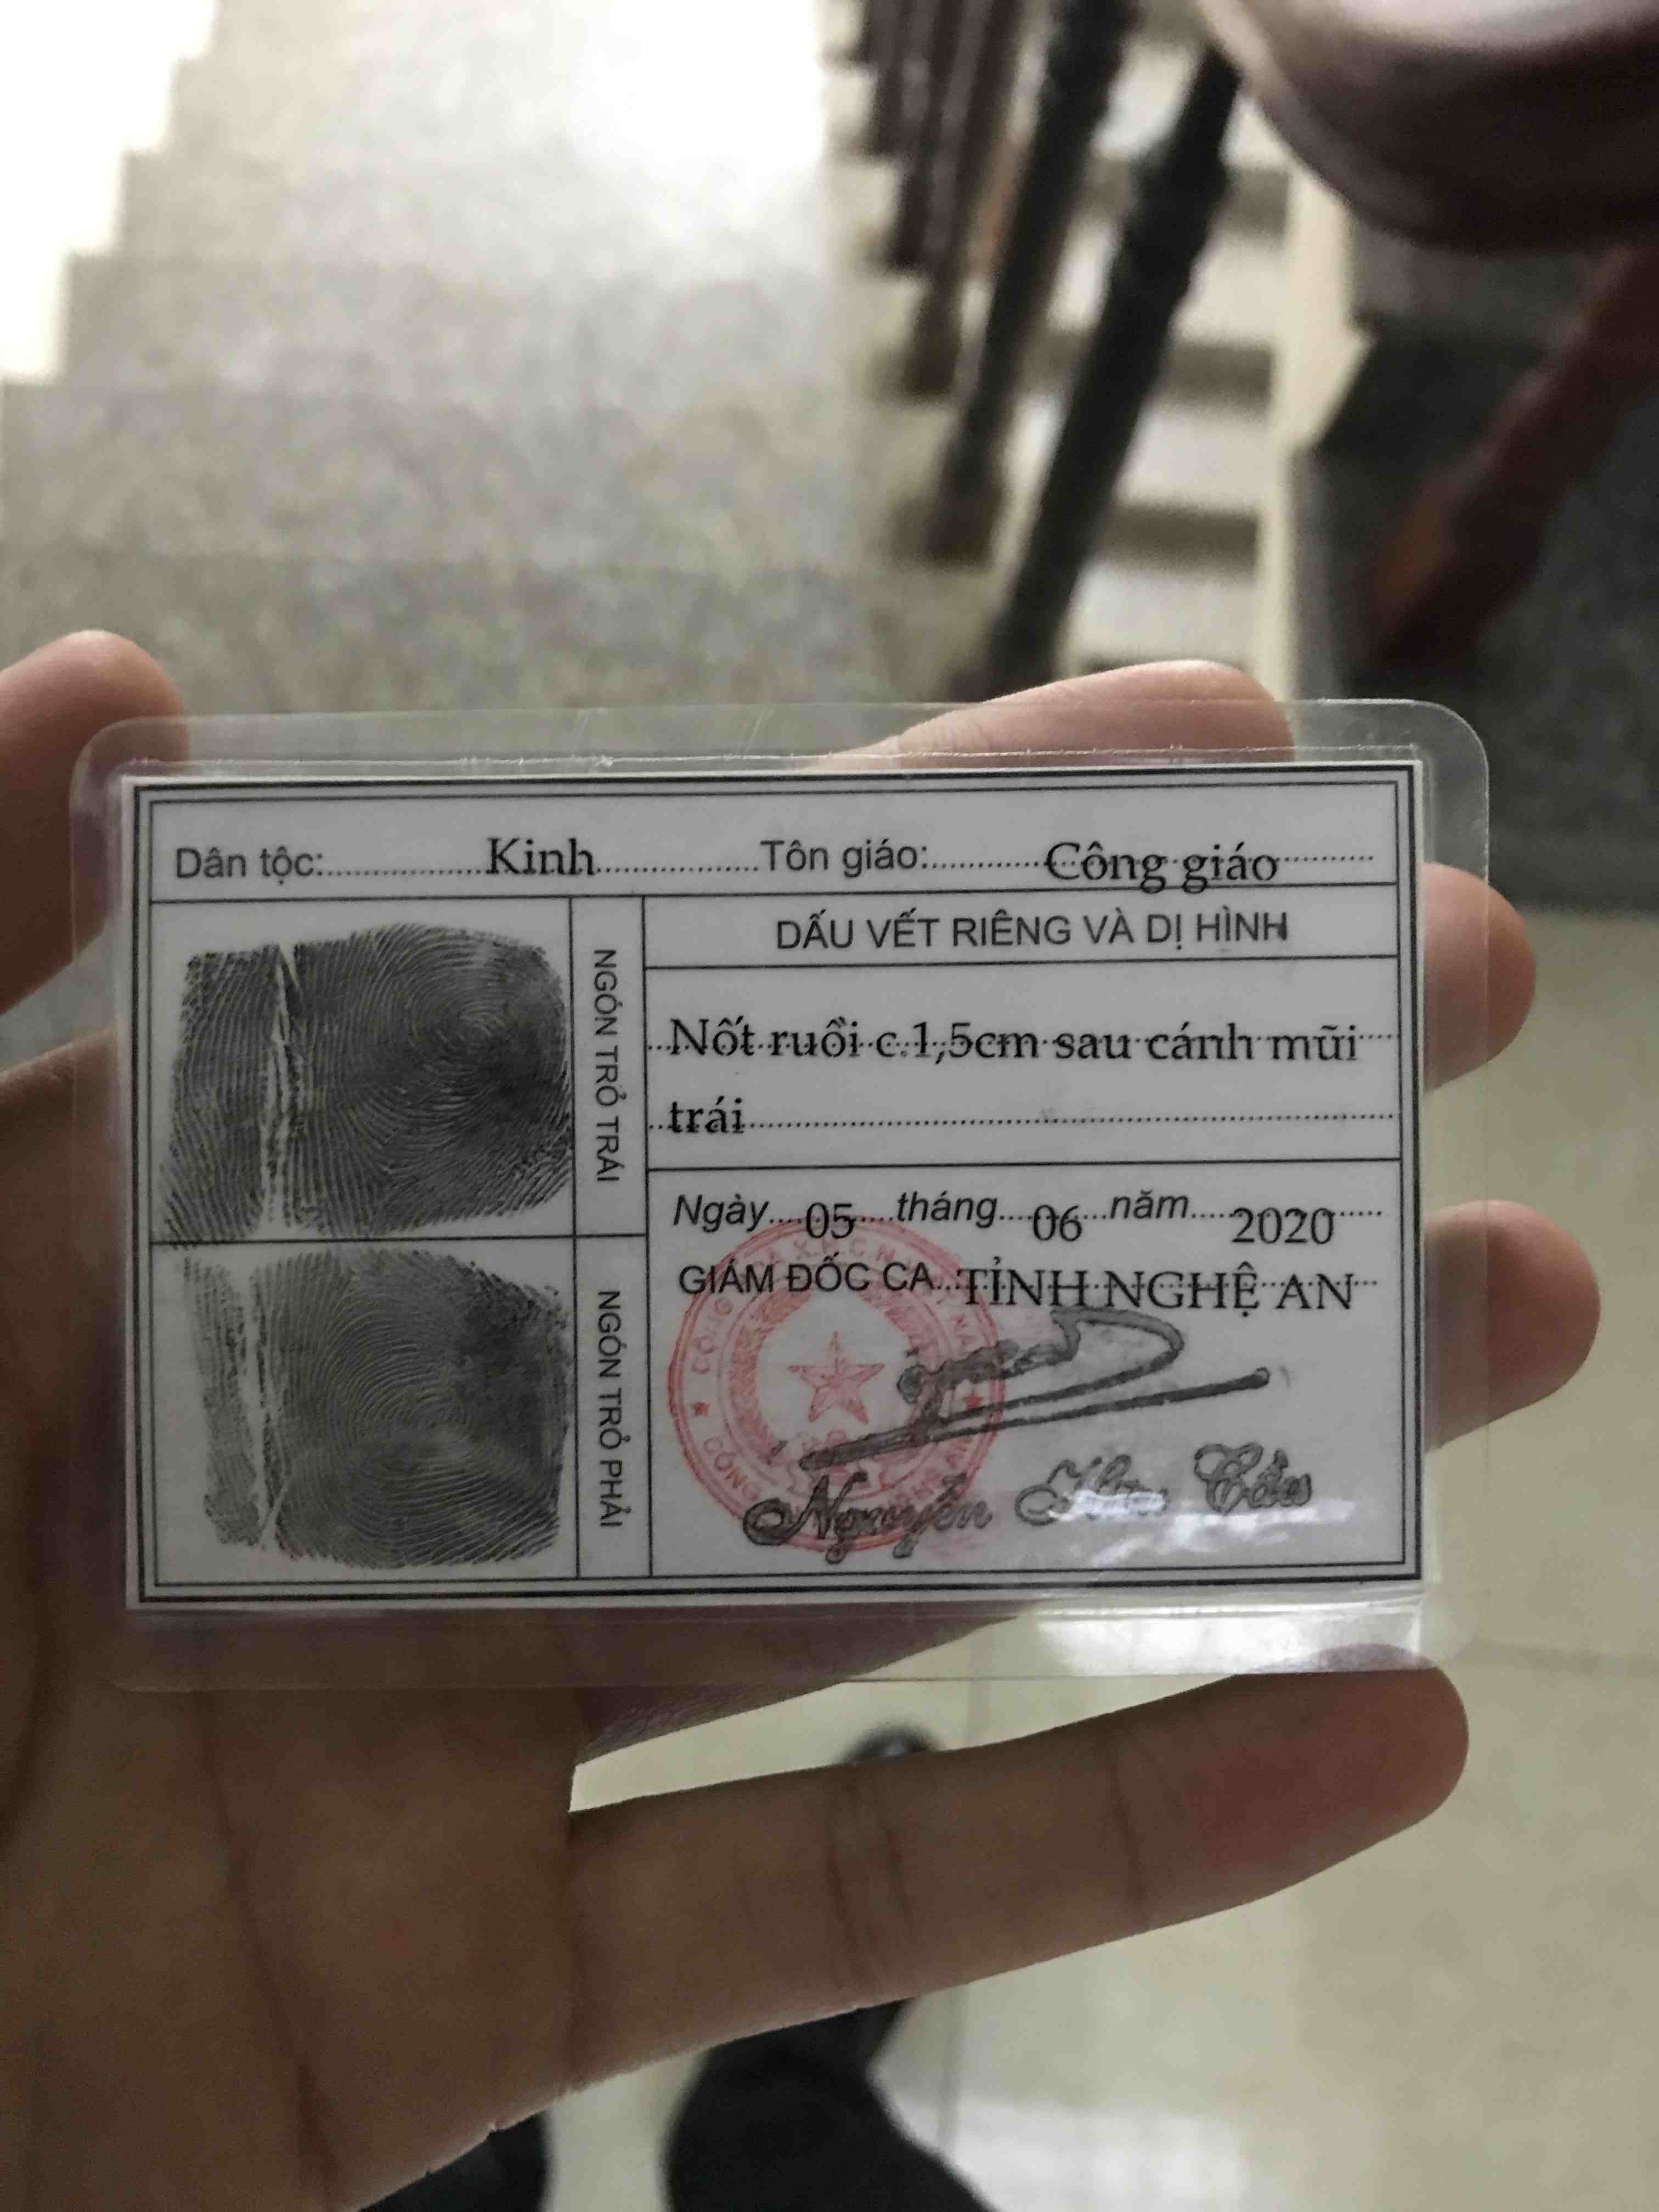 Dân tộc: Kinh Tôn giáo: Công giáo
DẤU VẾT RIÊNG VÀ DỊ HÌNH
Nốt ruồi c.1,5cm sau cánh mũi
trái
NGÓN TRỎ TRÁI
Ngày 05 tháng 06 năm 2020
GIÁM ĐỐC CA TỈNH NGHỆ AN
NGÓN TRỎ PHẢI
Nguyễn Hữu Cầu